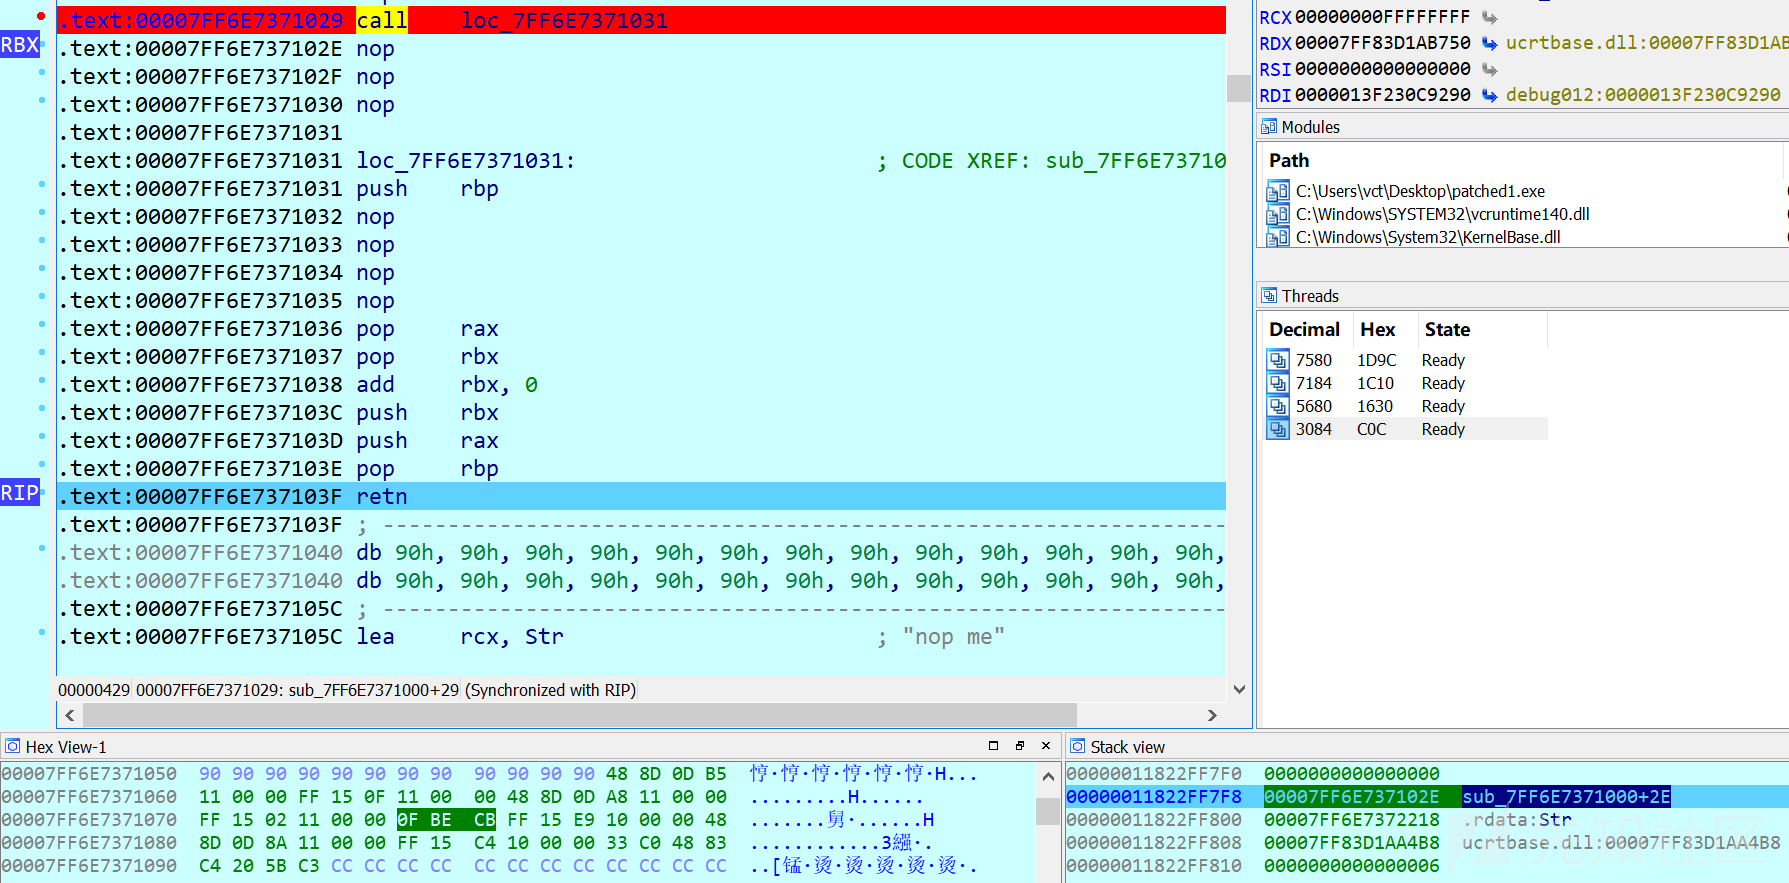 .text:00007FF6E7371029 call loc_7FF6E7371031
RBX .text:00007FF6E737102E nop
.text:00007FF6E737102F nop
.text:00007FF6E7371030 nop
.text:00007FF6E7371031
.text:00007FF6E7371031 loc_7FF6E7371031: ; CODE XREF: sub_7FF6E73710
.text:00007FF6E7371031 push rbp
.text:00007FF6E7371032 nop
.text:00007FF6E7371033 nop
.text:00007FF6E7371034 nop
.text:00007FF6E7371035 nop
.text:00007FF6E7371036 pop rax
.text:00007FF6E7371037 pop rbx
.text:00007FF6E7371038 add rbx, 0
.text:00007FF6E737103C push rbx
.text:00007FF6E737103D push rax
.text:00007FF6E737103E pop rbp
RIP .text:00007FF6E737103F retn
.text:00007FF6E737103F ; ---------------------------------------------------------------
.text:00007FF6E7371040 db 90h, 90h, 90h, 90h, 90h, 90h, 90h, 90h, 90h, 90h, 90h, 90h, 90h,
.text:00007FF6E7371040 db 90h, 90h, 90h, 90h, 90h, 90h, 90h, 90h, 90h, 90h, 90h, 90h, 90h,
.text:00007FF6E737105C ; ---------------------------------------------------------------
.text:00007FF6E737105C lea rcx, Str ; "nop me"
00000429 00007FF6E7371029: sub_7FF6E7371000+29 (Synchronized with RIP)
RCX 00000000FFFFFFFF
RDX 00007FF83D1AB750 ucrtbase.dll:00007FF83D1AB
RSI 0000000000000000
RDI 0000013F230C9290 debug012:0000013F230C9290
Modules
Path
C:\Users\vct\Desktop\patched1.exe
C:\Windows\SYSTEM32\vcruntime140.dll
C:\Windows\System32\KernelBase.dll
Threads
Decimal Hex State
7580 1D9C Ready
7184 1C10 Ready
5680 1630 Ready
3084 C0C Ready
Hex View-1
00007FF6E7371050 90 90 90 90 90 90 90 90 90 90 90 90 48 8D 0D B5 悙·悙·悙·悙·悙·悙·H...
00007FF6E7371060 11 00 00 FF 15 0F 11 00 00 48 8D 0D A8 11 00 00 .........H......
00007FF6E7371070 FF 15 02 11 00 00 0F BE CB FF 15 E9 10 00 00 48 .......舅·......H
00007FF6E7371080 8D 0D 8A 11 00 00 FF 15 C4 10 00 00 33 C0 48 83 ............3繦·.
00007FF6E7371090 C4 20 5B C3 CC CC CC CC CC CC CC CC CC CC CC CC ..[锰·烫·烫·烫·烫·烫·.
Stack view
00000011822FF7F0 0000000000000000
00000011822FF7F8 00007FF6E737102E sub_7FF6E7371000+2E
00000011822FF800 00007FF6E7372218 .rdata:Str
00000011822FF808 00007FF83D1AA4B8 ucrtbase.dll:00007FF83D1AA4B8
00000011822FF810 0000000000000006